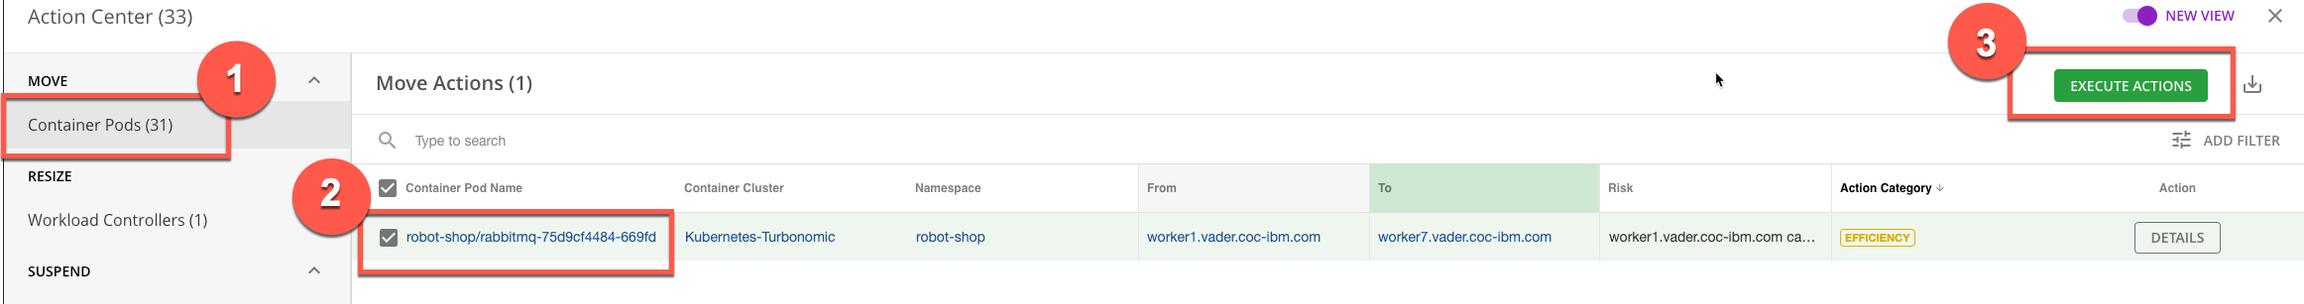 Action Center (33)
NEW VIEW
MOVE
1
Container Pods (31)
RESIZE
Workload Controllers (1)
SUSPEND
Move Actions (1)
3
EXECUTE ACTIONS
Type to search
ADD FILTER
2
Container Pod Name Container Cluster Namespace From To Risk Action Category Action
robot-shop/rabbitmq-75d9cf4484-669fd Kubernetes-Turbonomic robot-shop worker1.vader.coc-ibm.com worker7.vader.coc-ibm.com worker1.vader.coc-ibm.com ca... EFFICIENCY DETAILS